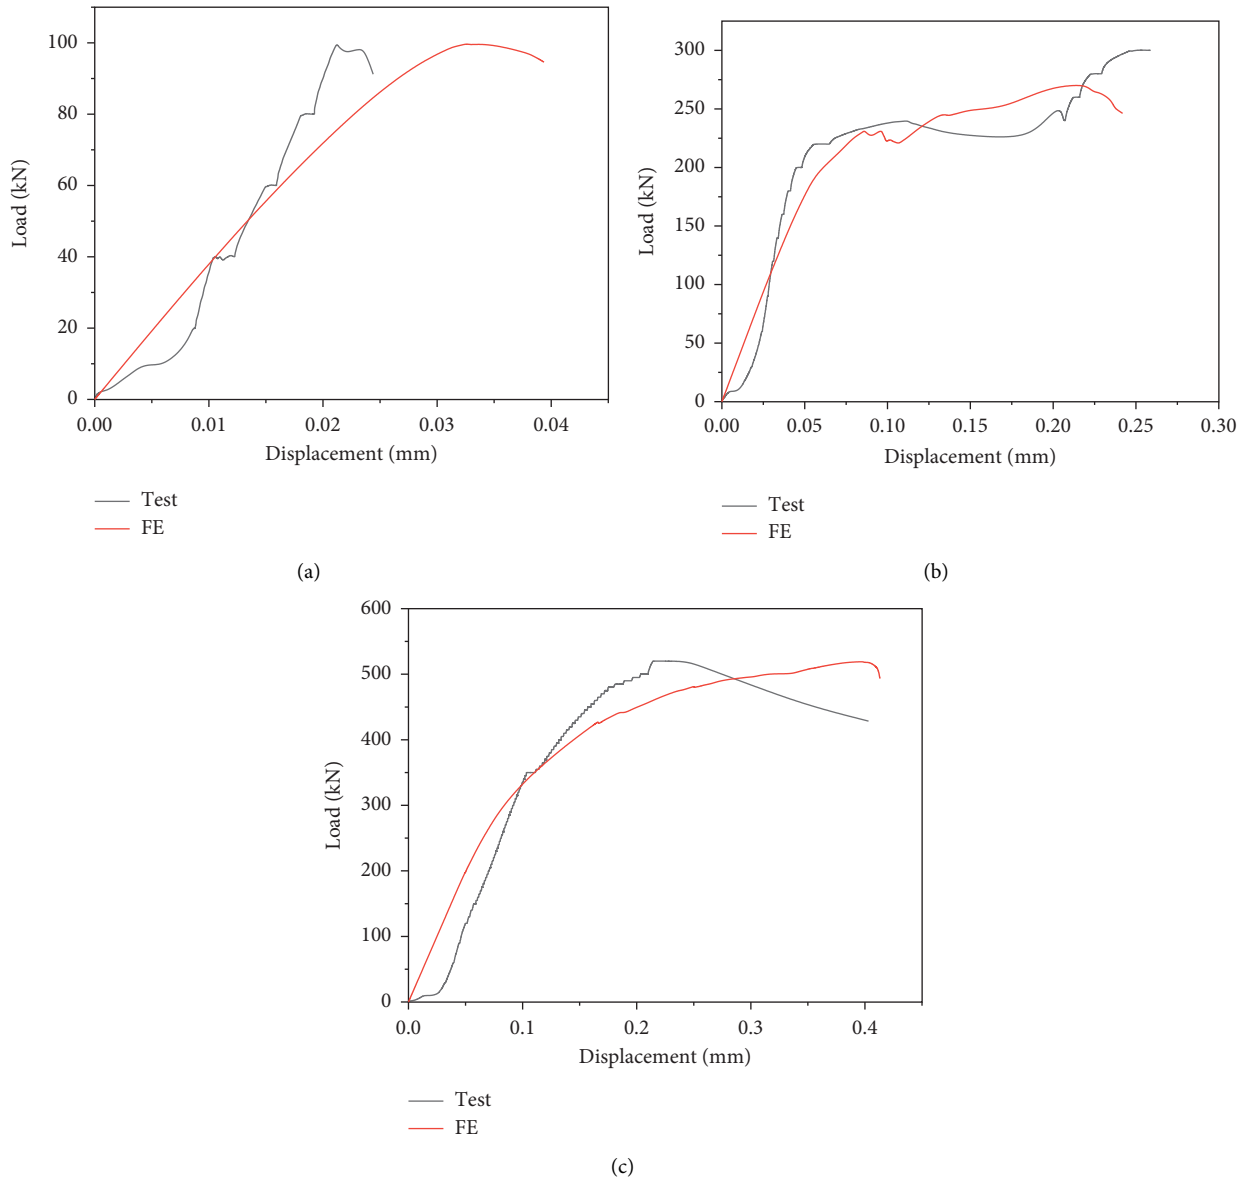 100
80
60
40
20
0
Load (kN)
0.00 0.01 0.02 0.03 0.04
Displacement (mm)
Test
FE
(a)
300
250
200
150
100
50
0
Load (kN)
0.00 0.05 0.10 0.15 0.20 0.25 0.30
Displacement (mm)
Test
FE
(b)
600
500
400
300
200
100
0
Load (kN)
0.0 0.1 0.2 0.3 0.4
Displacement (mm)
Test
FE
(c)